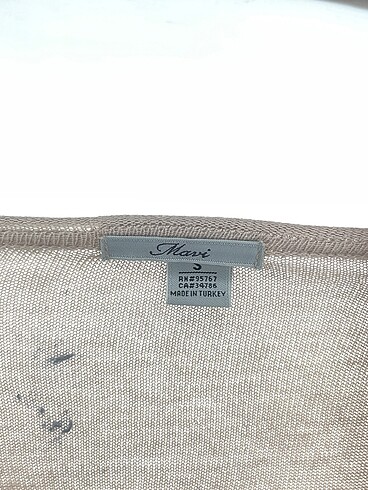 Mavi
S
RN#95767
CA#34786
MADE IN TURKEY